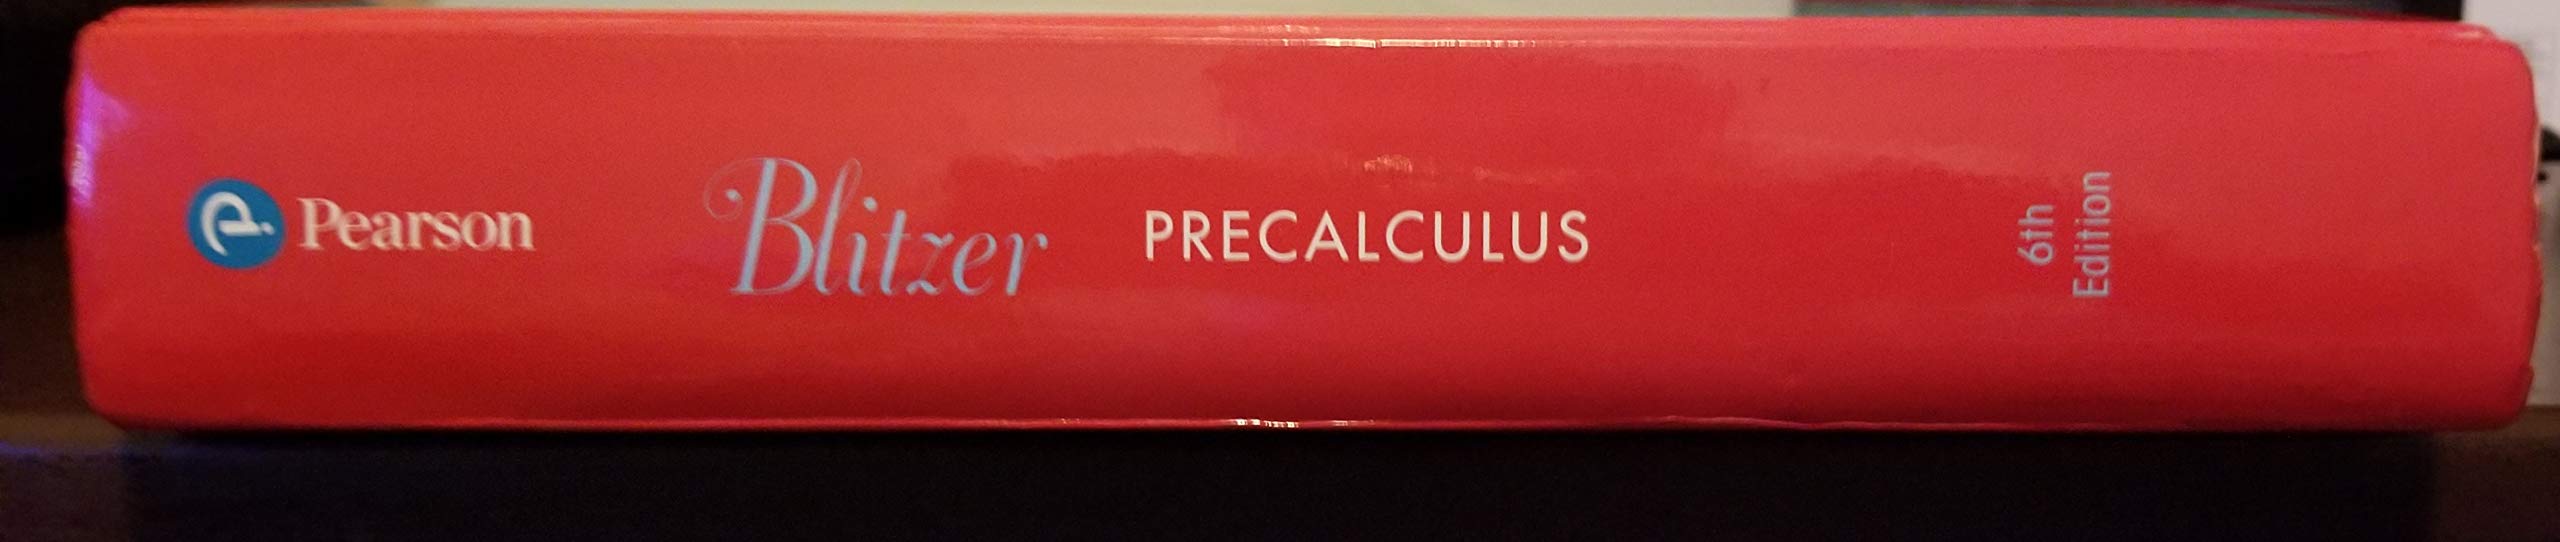 Pearson
Blitzer
PRECALCULUS
6th
Edition